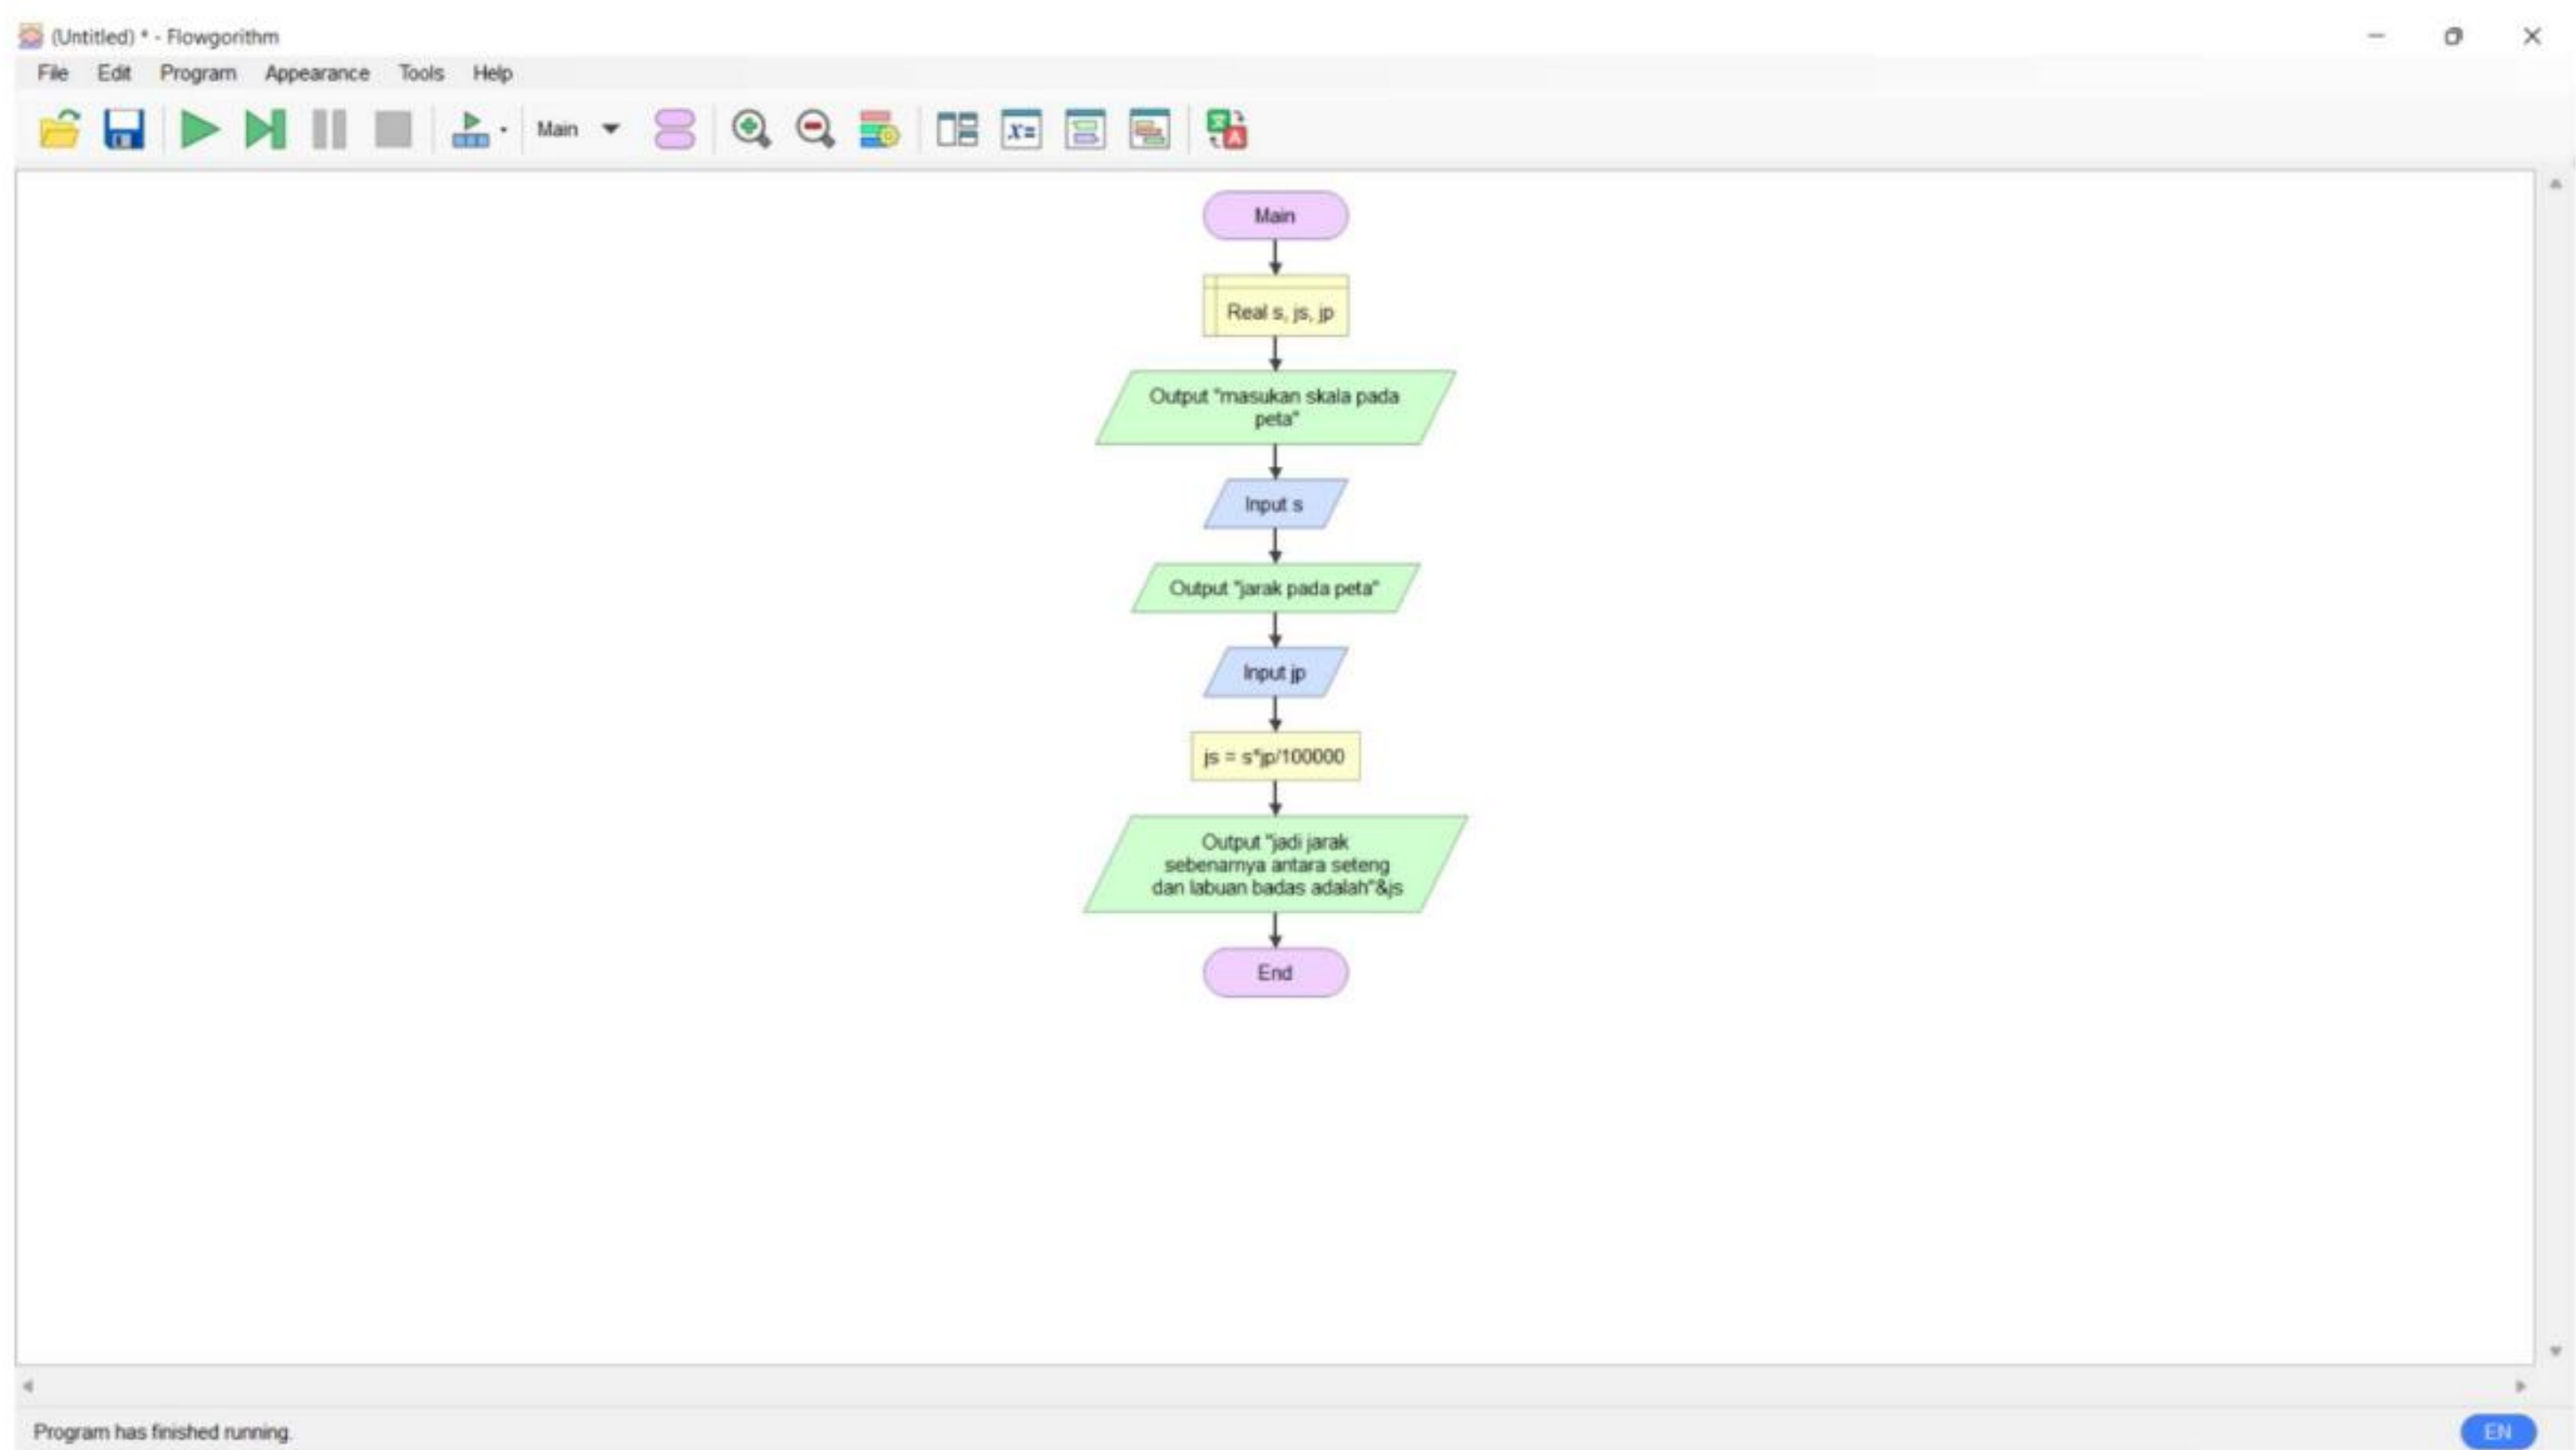 (Untitled) * - Flowgorithm
File Edit Program Appearance Tools Help
Main
x=
A
Main
Real s, js, jp
Output "masukan skala pada
peta"
Input s
Output "jarak pada peta"
Input jp
js = s*jp/100000
Output "jadi jarak
sebenarnya antara seteng
dan labuan badas adalah"&js
End
Program has finished running.
EN